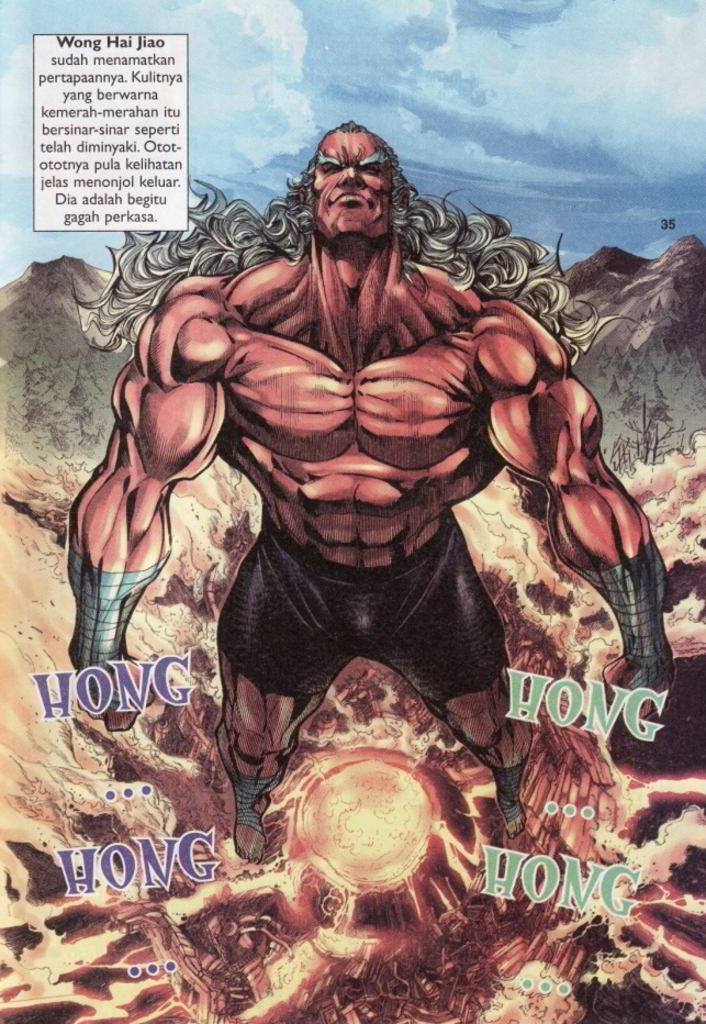 Wong Hai Jiao
sudah menamatkan
pertapaannya. Kulitnya
yang berwarna
kemerah-merahan itu
bersinar-sinar seperti
telah diminyaki. Otot-
ototnya pula kelihatan
jelas menonjol keluar.
Dia adalah begitu
gagah perkasa.
35
HONG
HONG
...
...
HONG
HONG
...
...